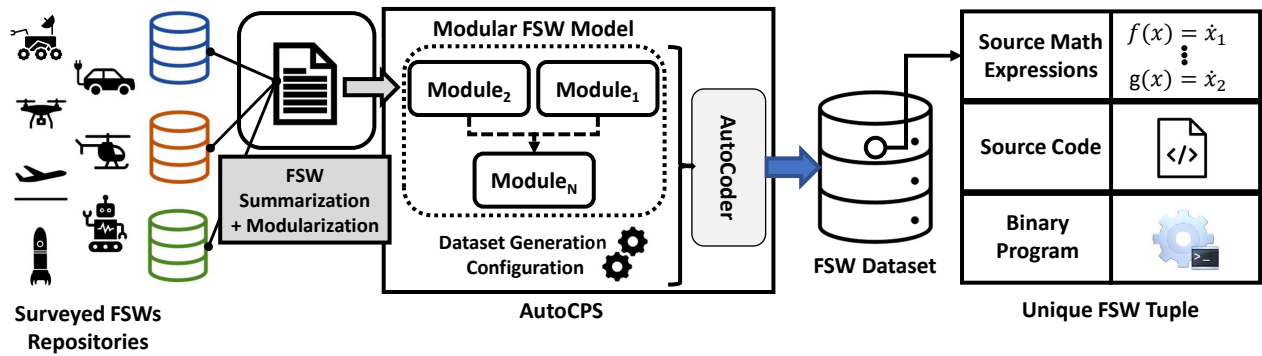 Surveyed FSWs
Repositories
FSW
Summarization
+ Modularization
Modular FSW Model
Module₂
Module₁
Module_N
Dataset Generation
Configuration
AutoCoder
AutoCPS
FSW Dataset
Source Math
Expressions
f(x) = ẋ₁
⋮
g(x) = ẋ₂
Source Code
</>
Binary
Program
>_
Unique FSW Tuple